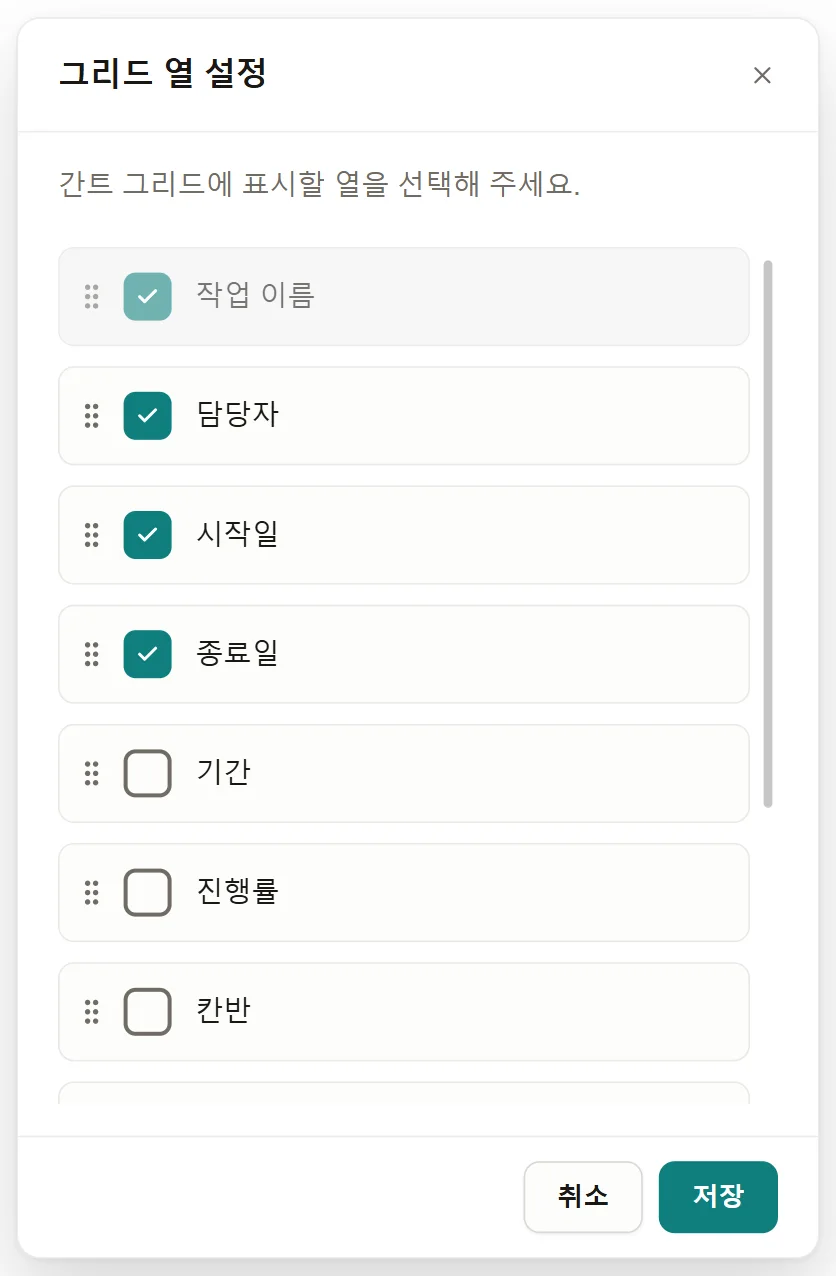 그리드 열 설정
간트 그리드에 표시할 열을 선택해 주세요.
작업 이름
담당자
시작일
종료일
기간
진행률
칸반
취소
저장